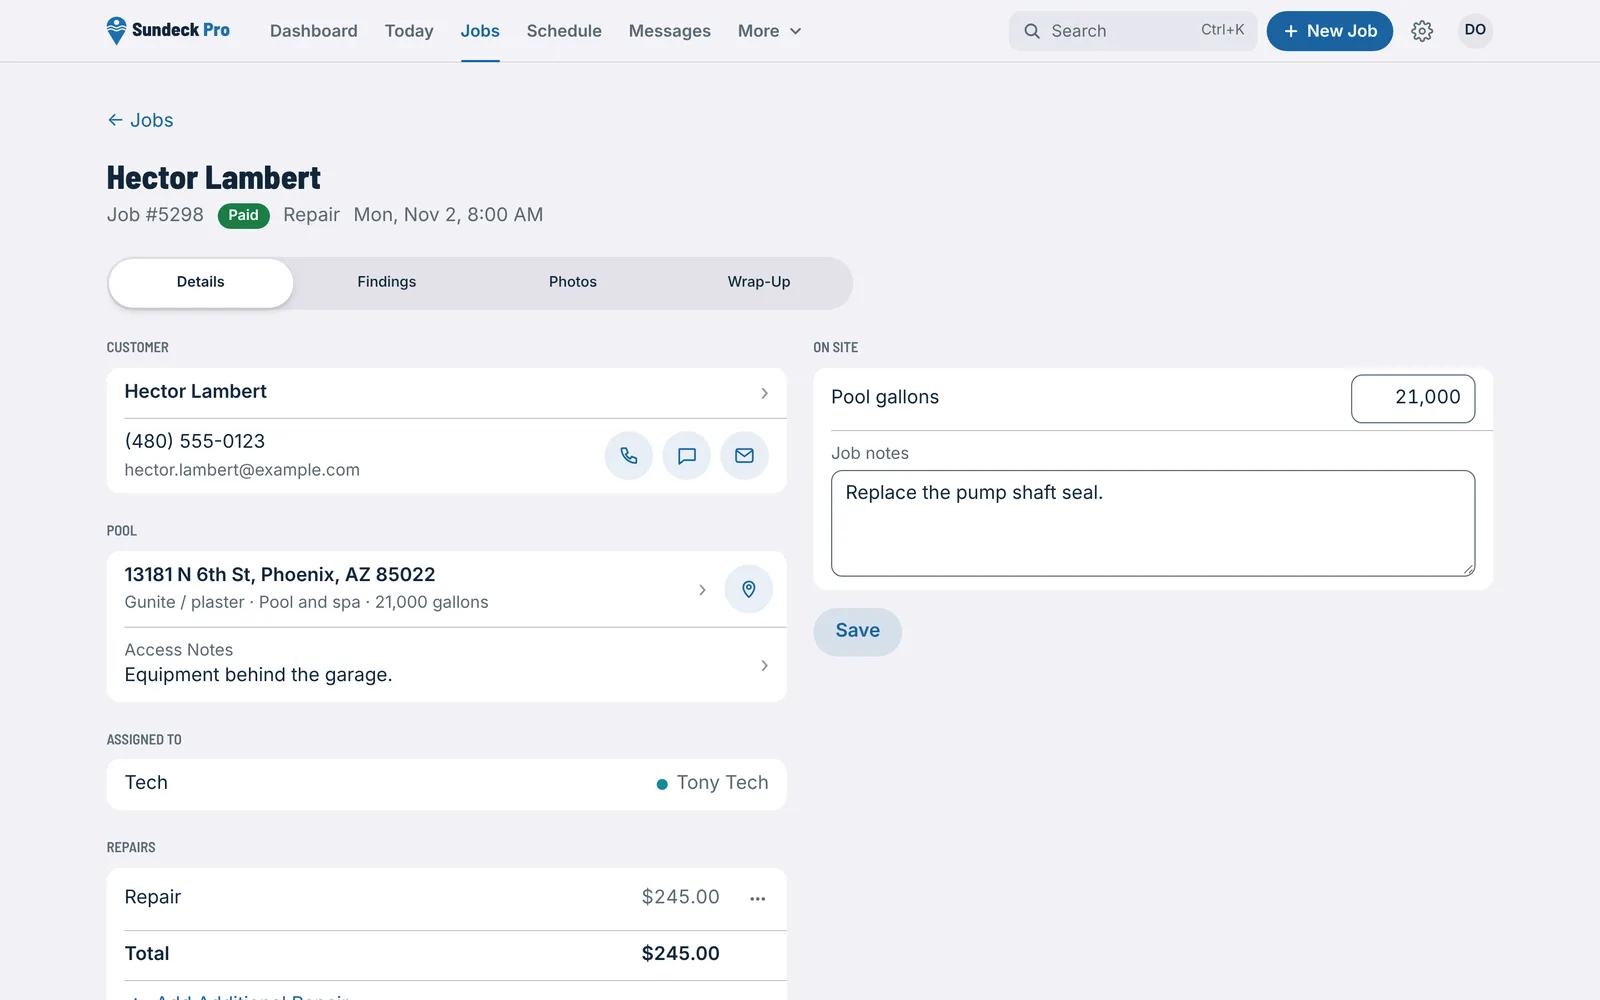 Sundeck Pro
Dashboard
Today
Jobs
Schedule
Messages
More
Search
Ctrl+K
+ New Job
DO
← Jobs
Hector Lambert
Job #5298
Paid
Repair
Mon, Nov 2, 8:00 AM
Details
Findings
Photos
Wrap-Up
CUSTOMER
Hector Lambert
(480) 555-0123
hector.lambert@example.com
POOL
13181 N 6th St, Phoenix, AZ 85022
Gunite / plaster · Pool and spa · 21,000 gallons
Access Notes
Equipment behind the garage.
ASSIGNED TO
Tech
Tony Tech
REPAIRS
Repair
$245.00
...
Total
$245.00
+ Add Additional Repair
ON SITE
Pool gallons
21,000
Job notes
Replace the pump shaft seal.
Save